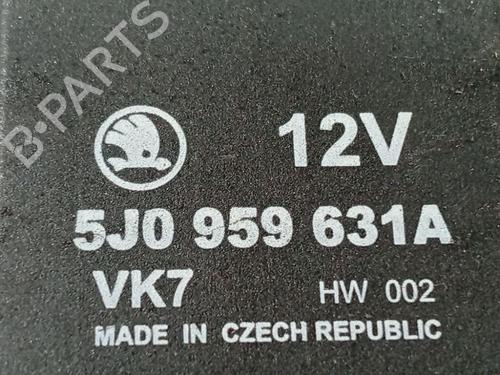 B-PARTS
12V
5J0 959 631A
VK7 HW 002
MADE IN CZECH REPUBLIC